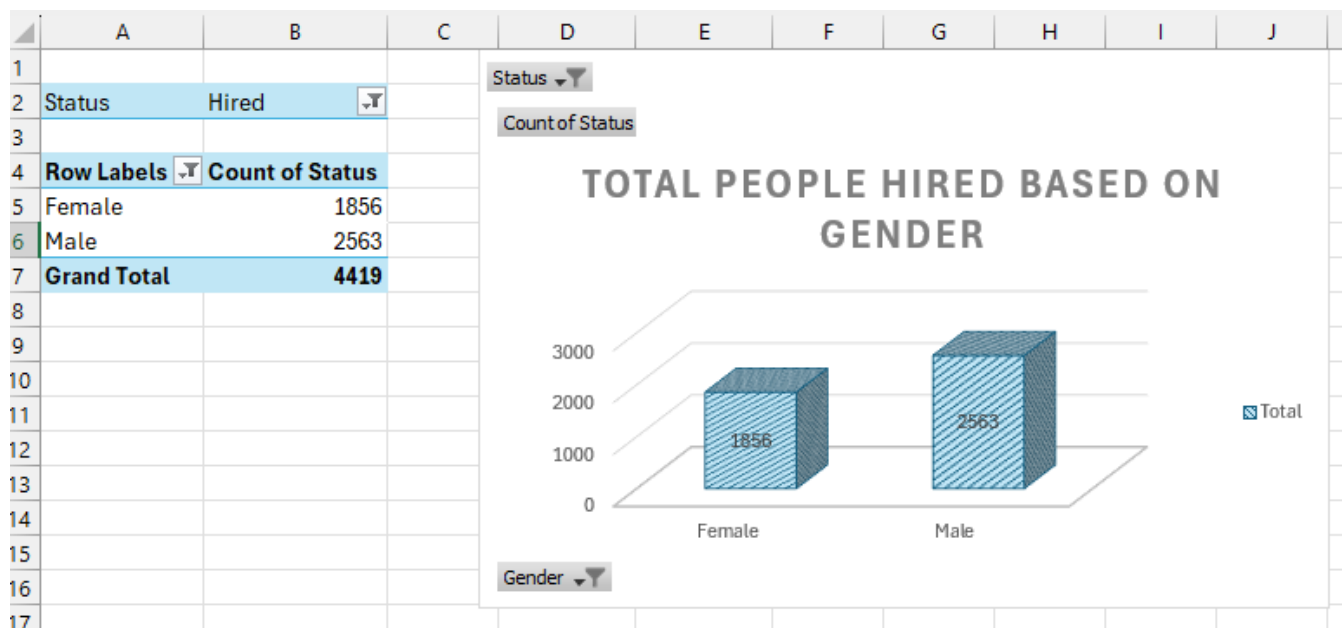 A B C D E F G H I J
1
2 Status Hired
3
4 Row Labels Count of Status
5 Female 1856
6 Male 2563
7 Grand Total 4419
8
9
10
11
12
13
14
15
16
17
Status
Count of Status
TOTAL PEOPLE HIRED BASED ON
GENDER
3000
2000
1000
0
1856
2563
Female Male
Total
Gender